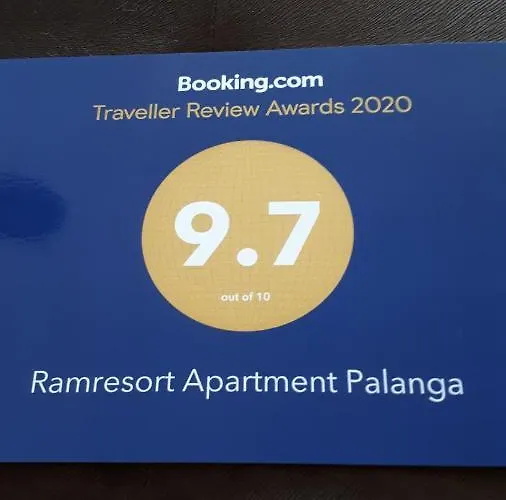 Booking.com
Traveller Review Awards 2020
9.7
out of 10
Ramresort Apartment Palanga